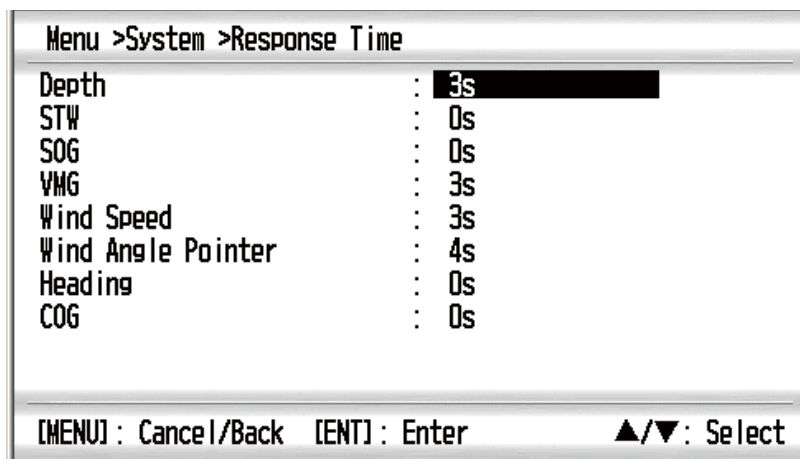 Menu >System >Response Time
Depth : 3s
STW : 0s
SOG : 0s
VMG : 3s
Wind Speed : 3s
Wind Angle Pointer : 4s
Heading : 0s
COG : 0s
[MENU] : Cancel/Back [ENT] : Enter ▲/▼: Select